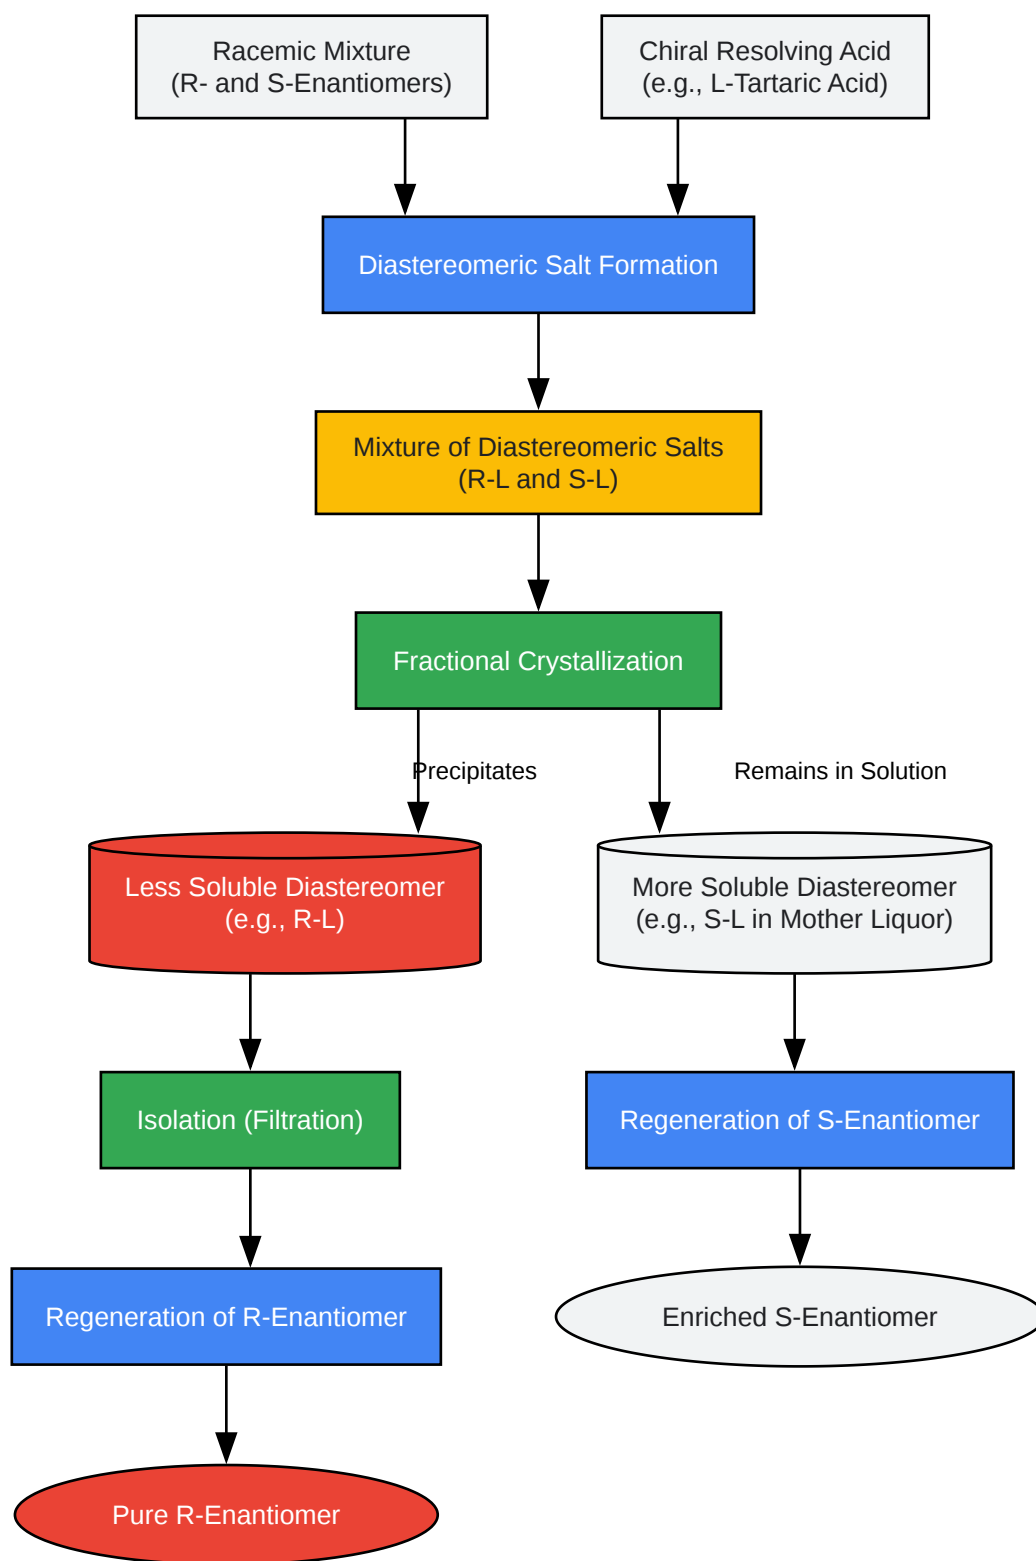 Racemic Mixture
(R- and S-Enantiomers)
Chiral Resolving Acid
(e.g., L-Tartaric Acid)
Diastereomeric Salt Formation
Mixture of Diastereomeric Salts
(R-L and S-L)
Fractional Crystallization
Precipitates
Remains in Solution
Less Soluble Diastereomer
(e.g., R-L)
More Soluble Diastereomer
(e.g., S-L in Mother Liquor)
Isolation (Filtration)
Regeneration of S-Enantiomer
Regeneration of R-Enantiomer
Enriched S-Enantiomer
Pure R-Enantiomer